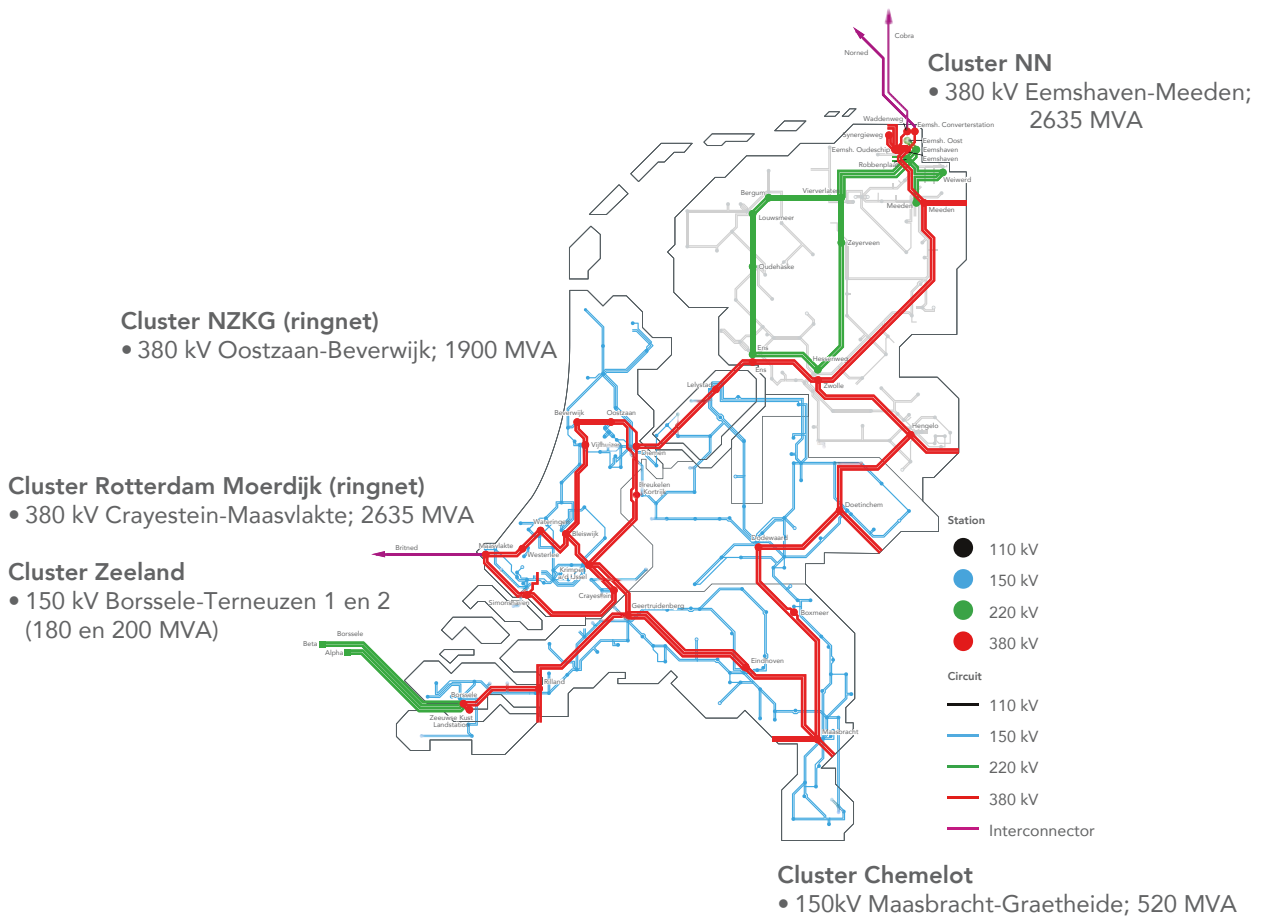 Cobra
Norned
Cluster NN
• 380 kV Eemshaven-Meeden;
2635 MVA
Waddenweg
Eemsh. Converterstation
Synergieweg
Eemsh. Oost
Eemsh. Oudeschip
Eemshaven
Eemshaven
Robbenplaat
Weiwerd
Bergum
Vierverlaten
Meeden
Meeden
Louwsmeer
Zeyerveen
Oudehaske
Cluster NZKG (ringnet)
• 380 kV Oostzaan-Beverwijk; 1900 MVA
Ens
Hessenweg
Ens
Zwolle
Lelystad
Beverwijk
Oostzaan
Hengelo
Vijfhuizen
Diemen
Cluster Rotterdam Moerdijk (ringnet)
• 380 kV Crayestein-Maasvlakte; 2635 MVA
Breukelen
Kortrijk
Doetinchem
Wateringen
Bleiswijk
Dodewaard
Britned
Maasvlakte
Westerlee
Krimpen
a/d IJssel
Crayestein
Simonshaven
Geertruidenberg
Boxmeer
Cluster Zeeland
• 150 kV Borssele-Terneuzen 1 en 2
(180 en 200 MVA)
Borssele
Beta
Alpha
Eindhoven
Rilland
Borssele
Zeeuwse Kust
Landstation
Maasbracht
Station
110 kV
150 kV
220 kV
380 kV
Circuit
110 kV
150 kV
220 kV
380 kV
Interconnector
Cluster Chemelot
• 150kV Maasbracht-Graetheide; 520 MVA